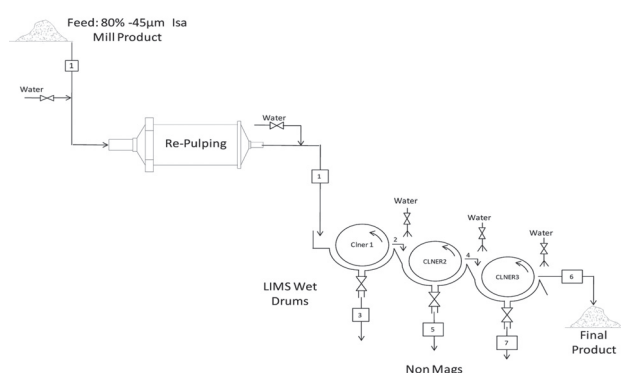 Feed: 80% -45µm Isa
Mill Product
1
Water
Water
Re-Pulping
1
Water
Water
Water
Clner 1
2
CLNER2
4
CLNER3
6
LIMS Wet
Drums
3
5
7
Final
Product
Non Mags